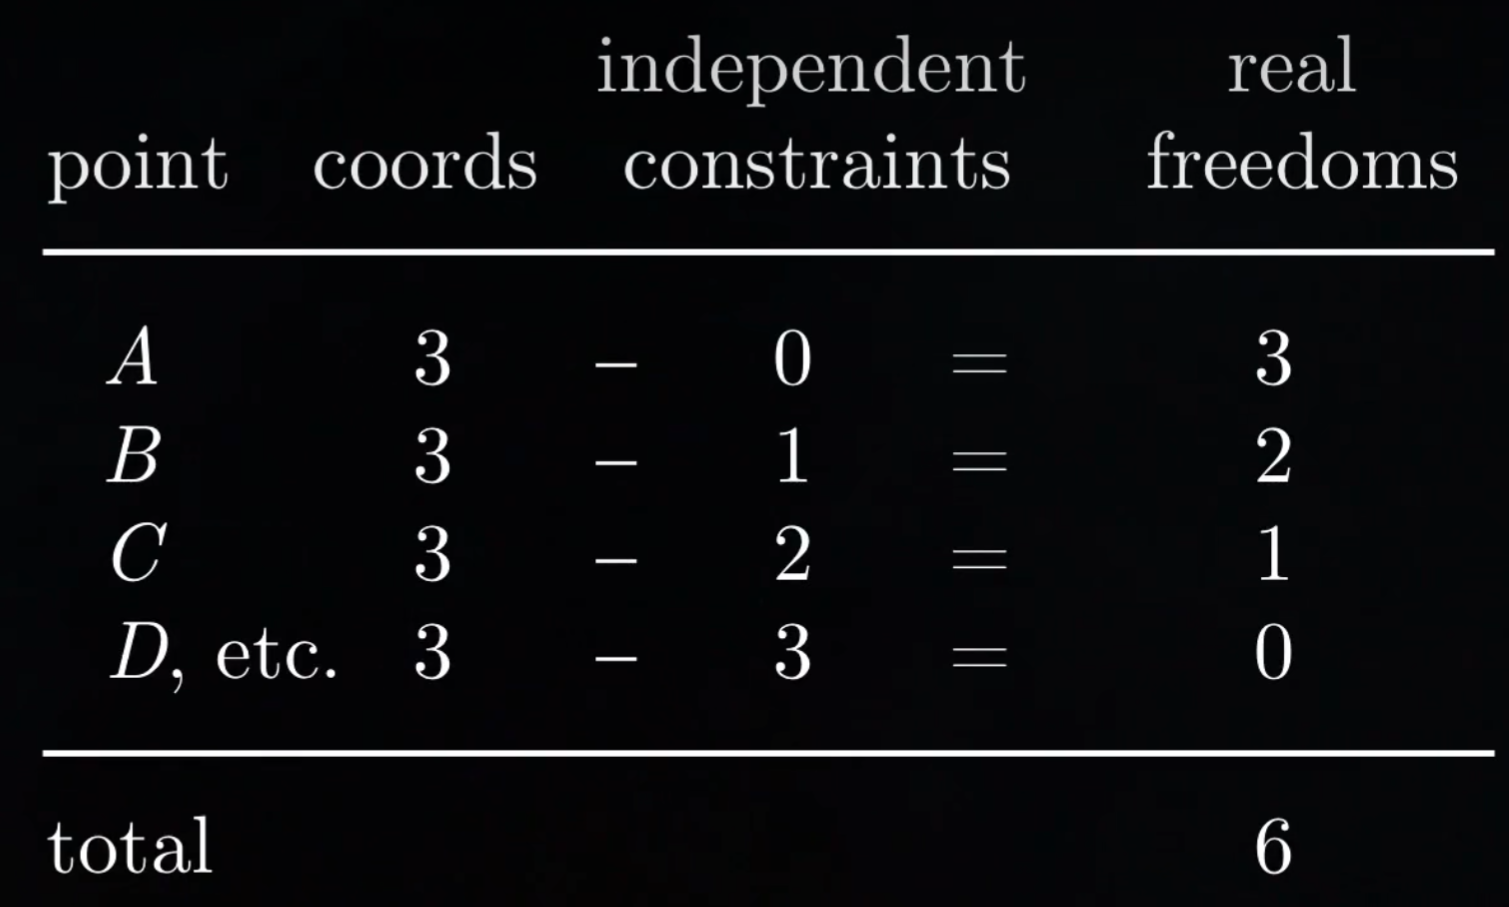 independent real
point coords constraints freedoms
A 3 – 0 = 3
B 3 – 1 = 2
C 3 – 2 = 1
D, etc. 3 – 3 = 0
total 6